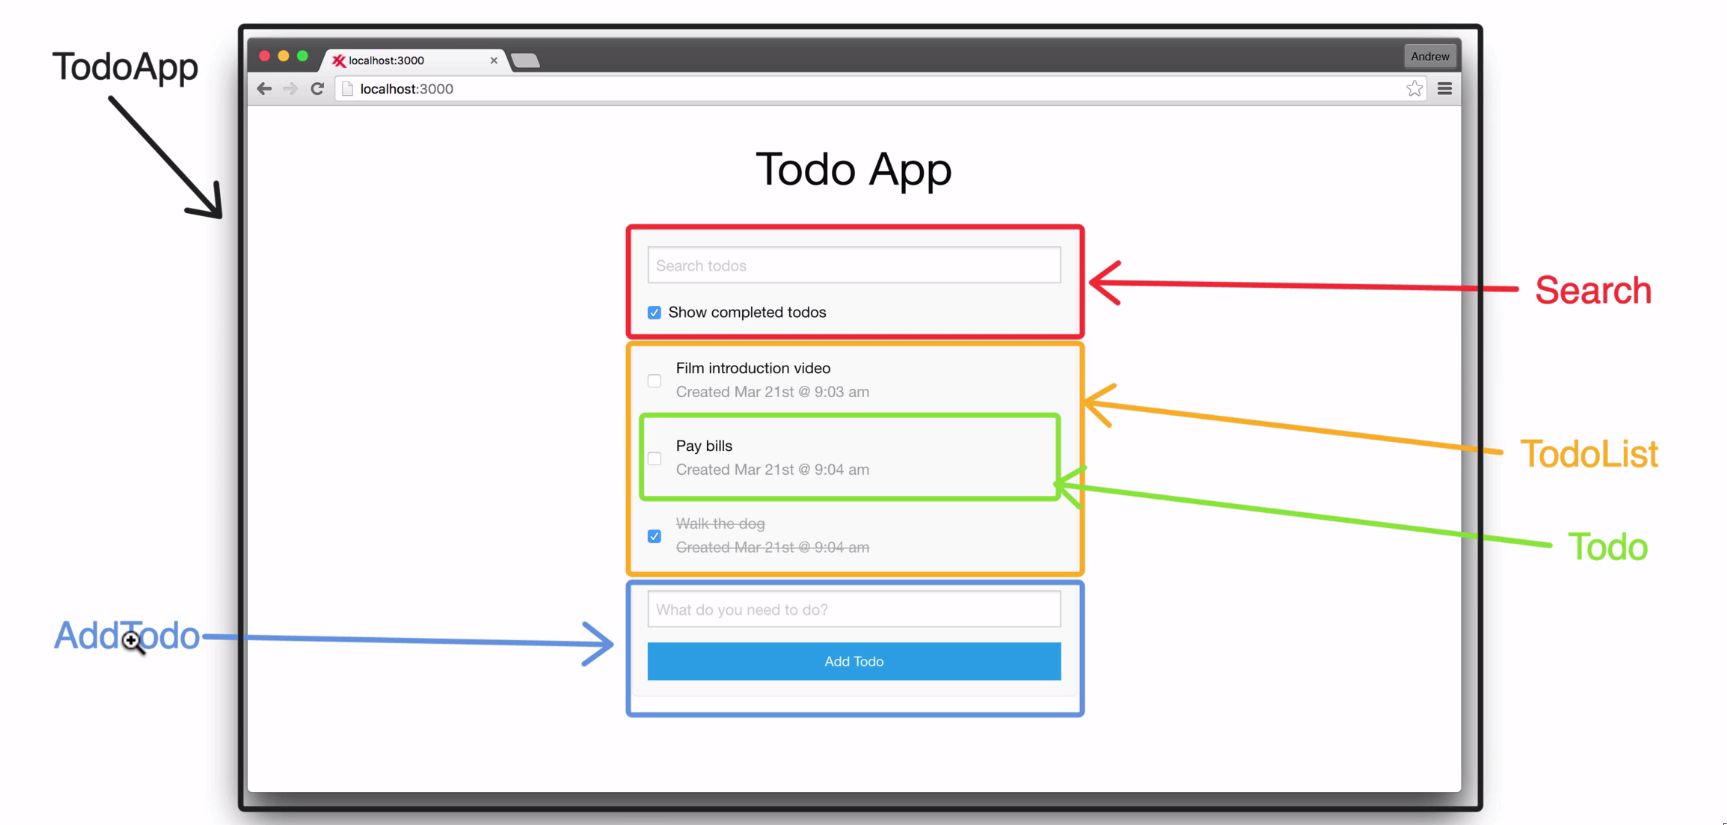 TodoApp
localhost:3000
Andrew
localhost:3000
Todo App
Search todos
Show completed todos
Search
Film introduction video
Created Mar 21st @ 9:03 am
TodoList
Pay bills
Created Mar 21st @ 9:04 am
Todo
Walk the dog
Created Mar 21st @ 9:04 am
AddTodo
What do you need to do?
Add Todo